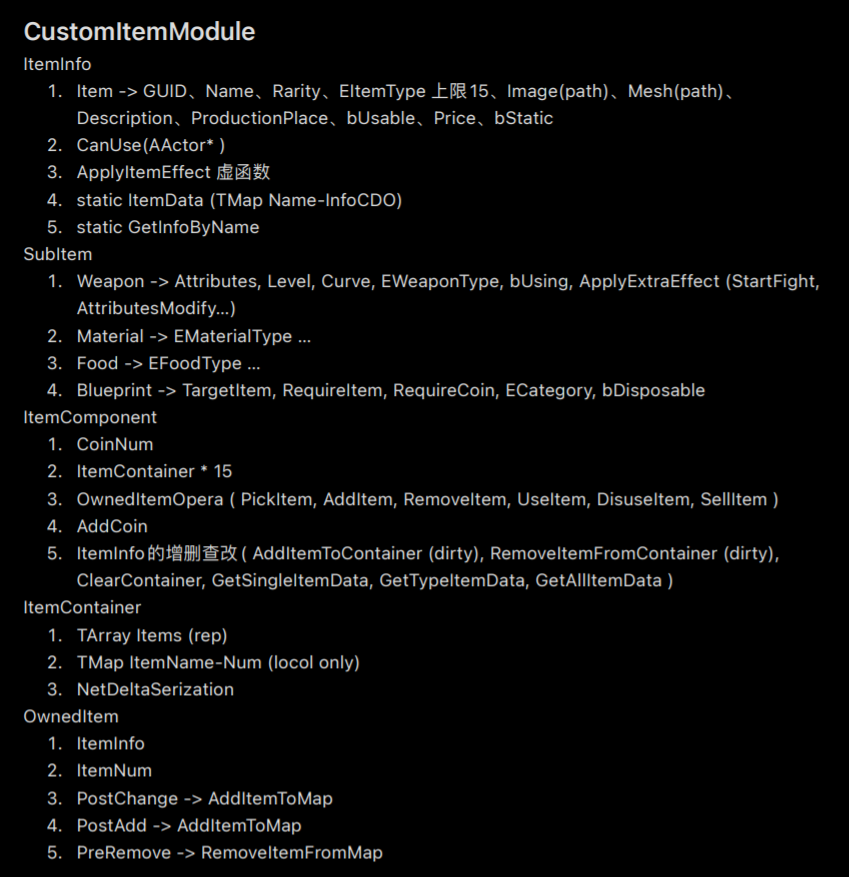 CustomItemModule
ItemInfo
1. Item -> GUID、Name、Rarity、EItemType 上限15、Image(path)、Mesh(path)、
Description、ProductionPlace、bUsable、Price、bStatic
2. CanUse(AActor* )
3. ApplyItemEffect 虚函数
4. static ItemData (TMap Name-InfoCDO)
5. static GetInfoByName
SubItem
1. Weapon -> Attributes, Level, Curve, EWeaponType, bUsing, ApplyExtraEffect (StartFight,
AttributesModify...)
2. Material -> EMaterialType ...
3. Food -> EFoodType ...
4. Blueprint -> TargetItem, RequireItem, RequireCoin, ECategory, bDisposable
ItemComponent
1. CoinNum
2. ItemContainer * 15
3. OwnedItemOpera ( PickItem, AddItem, RemoveItem, UseItem, DisuseItem, SellItem )
4. AddCoin
5. ItemInfo的增删查改( AddItemToContainer (dirty), RemoveItemFromContainer (dirty),
ClearContainer, GetSingleItemData, GetTypeItemData, GetAllItemData )
ItemContainer
1. TArray Items (rep)
2. TMap ItemName-Num (locol only)
3. NetDeltaSerization
OwnedItem
1. ItemInfo
2. ItemNum
3. PostChange -> AddItemToMap
4. PostAdd -> AddItemToMap
5. PreRemove -> RemoveItemFromMap